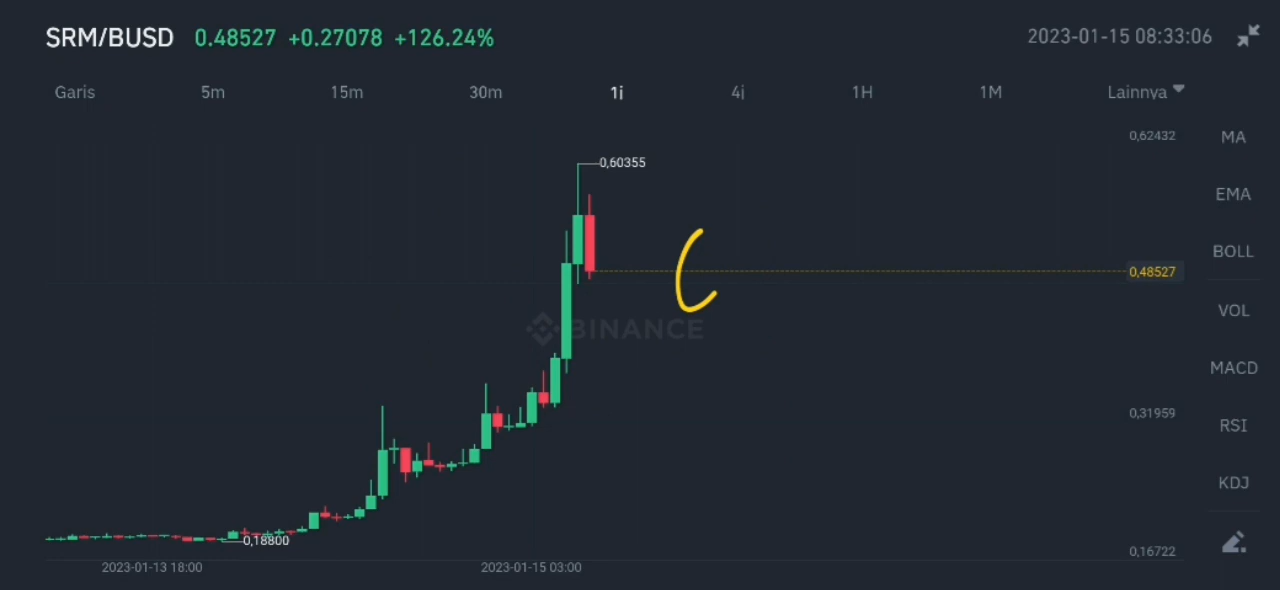 SRM/BUSD 0.48527 +0.27078 +126.24% 2023-01-15 08:33:06
Garis 5m 15m 30m 1j 4j 1H 1M Lainnya
0,62432
MA
0,60355
EMA
BOLL
0,48527
VOL
BINANCE
MACD
0,31959
RSI
KDJ
0,18800
0,16722
2023-01-13 18:00 2023-01-15 03:00